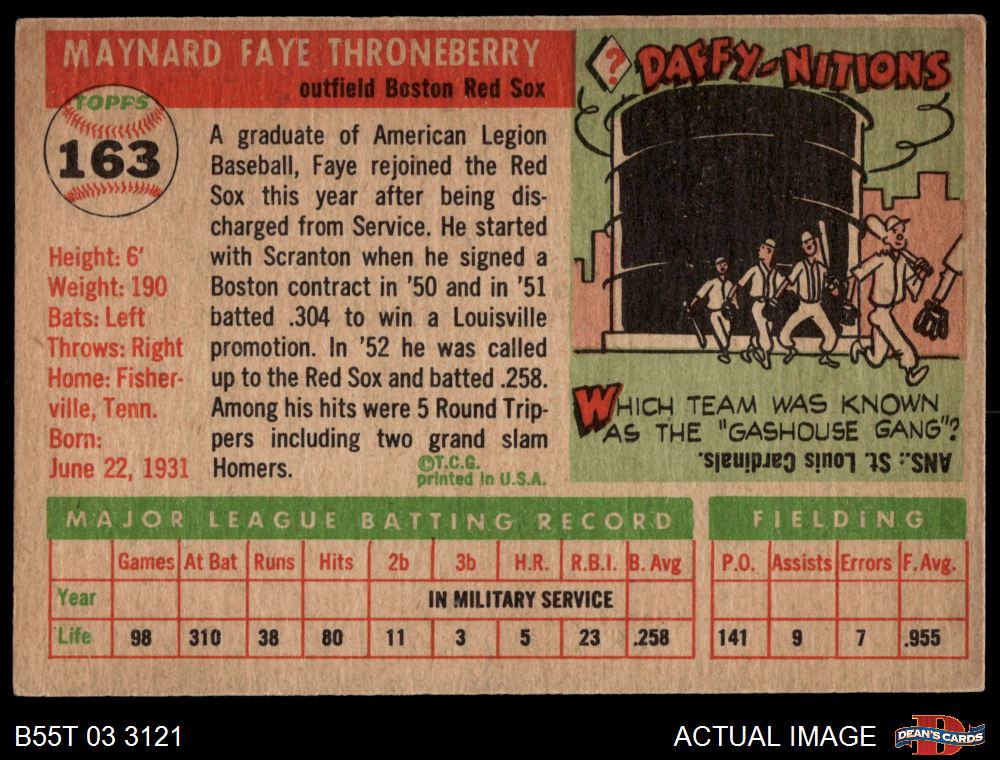 MAYNARD FAYE THRONEBERRY
outfield Boston Red Sox
TOPPS
163
Height: 6'
Weight: 190
Bats: Left
Throws: Right
Home: Fisher-
ville, Tenn.
Born:
June 22, 1931
A graduate of American Legion
Baseball, Faye rejoined the Red
Sox this year after being dis-
charged from Service. He started
with Scranton when he signed a
Boston contract in '50 and in '51
batted .304 to win a Louisville
promotion. In '52 he was called
up to the Red Sox and batted .258.
Among his hits were 5 Round Trip-
pers including two grand slam
Homers.
©T.C.G.
printed in U.S.A.
? DAFFY-NITIONS
WHICH TEAM WAS KNOWN
AS THE "GASHOUSE GANG"?
ANS.: St. Louis Cardinals.
MAJOR LEAGUE BATTING RECORD
FIELDING
Games At Bat Runs Hits 2b 3b H.R. R.B.I. B. Avg P.O. Assists Errors F. Avg.
Year IN MILITARY SERVICE
Life 98 310 38 80 11 3 5 23 .258 141 9 7 .955
B55T 03 3121
ACTUAL IMAGE
D
DEAN'S CARDS